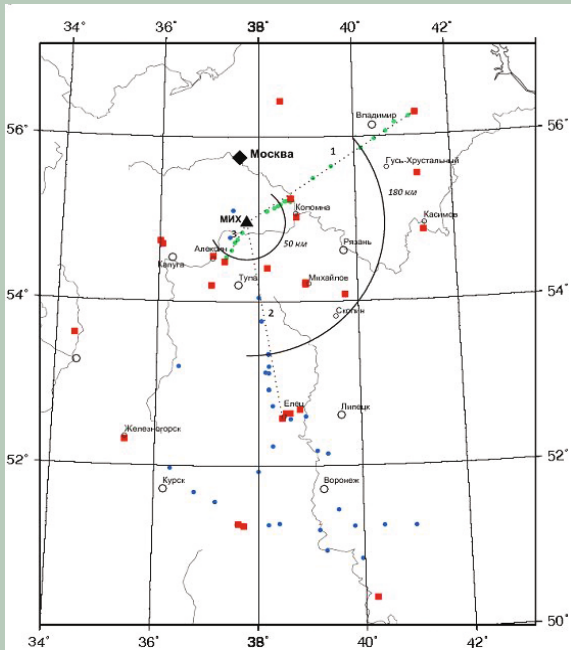 34° 36° 38° 40° 42°
56° 56°
Владимир
1
Москва
Гусь-Хрустальный
180 км
МИХ
Коломна
Касимов
3
50 км
Рязань
Алексин
Калуга
Тула
Михайлов
54° 54°
2
Скопин
Елец
Липецк
Железногорск
52° 52°
Курск
Воронеж
50°
34° 36° 38° 40° 42°